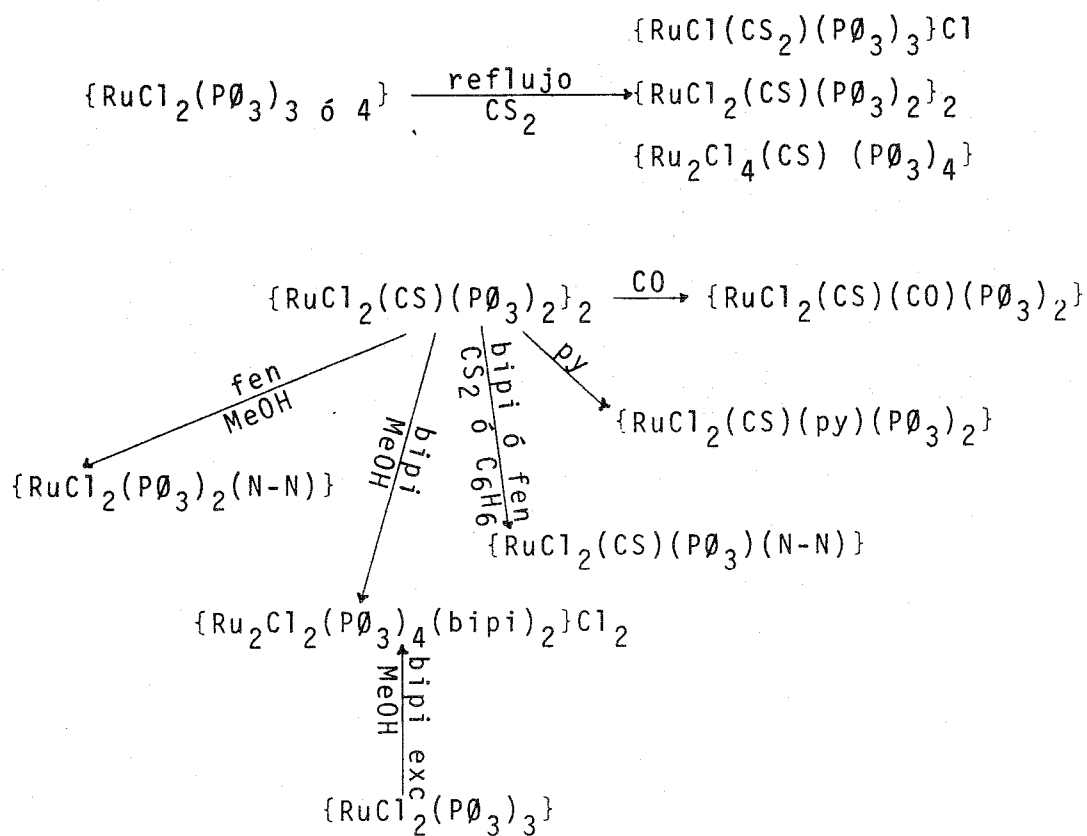 {RuCl(CS₂)(PØ₃)₃}Cl
{RuCl₂(PØ₃)₃ ó ₄} reflujo CS₂ {RuCl₂(CS)(PØ₃)₂}₂
{Ru₂Cl₄(CS) (PØ₃)₄}
{RuCl₂(CS)(PØ₃)₂}₂ CO {RuCl₂(CS)(CO)(PØ₃)₂}
fen
MeOH
bipi
MeOH
bipi ó fen
CS₂ ó C₆H₆
py
{RuCl₂(CS)(py)(PØ₃)₂}
{RuCl₂(PØ₃)₂(N-N)}
{RuCl₂(CS)(PØ₃)(N-N)}
{Ru₂Cl₂(PØ₃)₄(bipi)₂}Cl₂
bipi exc
MeOH
{RuCl₂(PØ₃)₃}